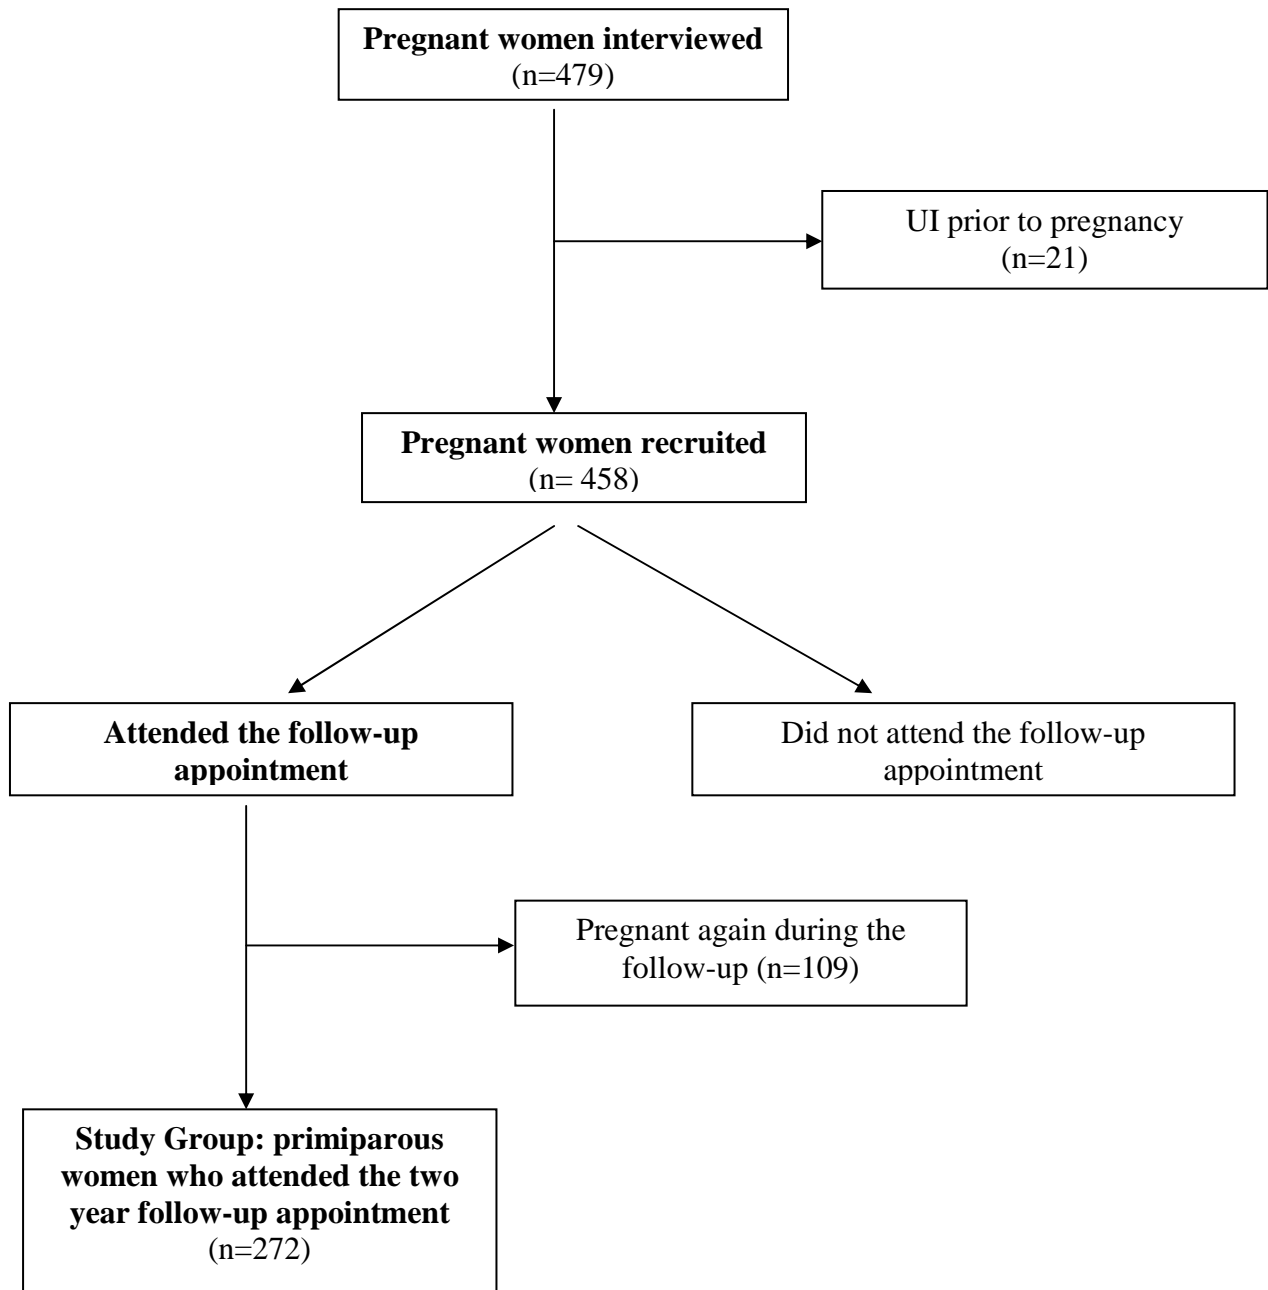 Pregnant women interviewed
(n=479)
UI prior to pregnancy
(n=21)
Pregnant women recruited
(n= 458)
Attended the follow-up
appointment
Did not attend the follow-up
appointment
Pregnant again during the
follow-up (n=109)
Study Group: primiparous
women who attended the two
year follow-up appointment
(n=272)